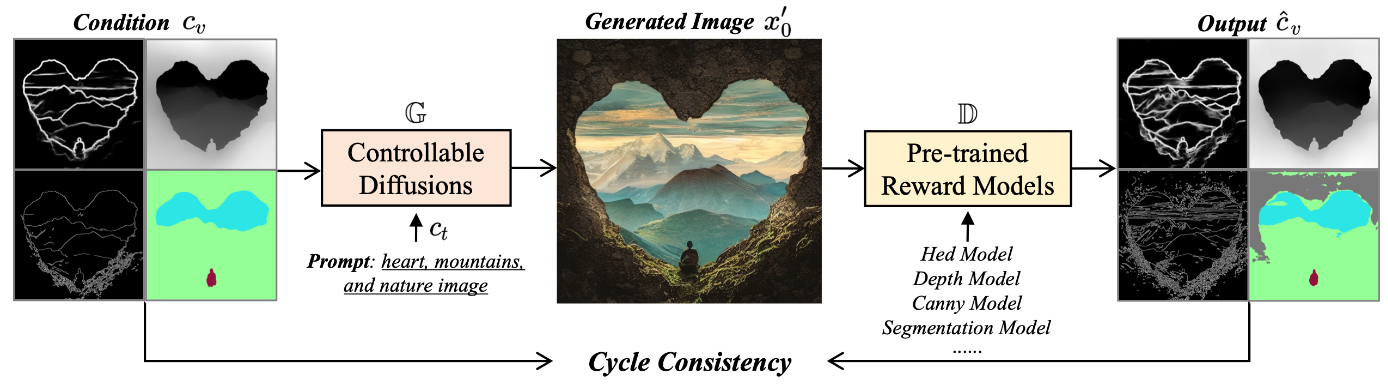 Condition c_v
Generated Image x'_0
Output ĉ_v
𝔾
Controllable
Diffusions
c_t
Prompt: heart, mountains,
and nature image
𝔻
Pre-trained
Reward Models
Hed Model
Depth Model
Canny Model
Segmentation Model
......
Cycle Consistency